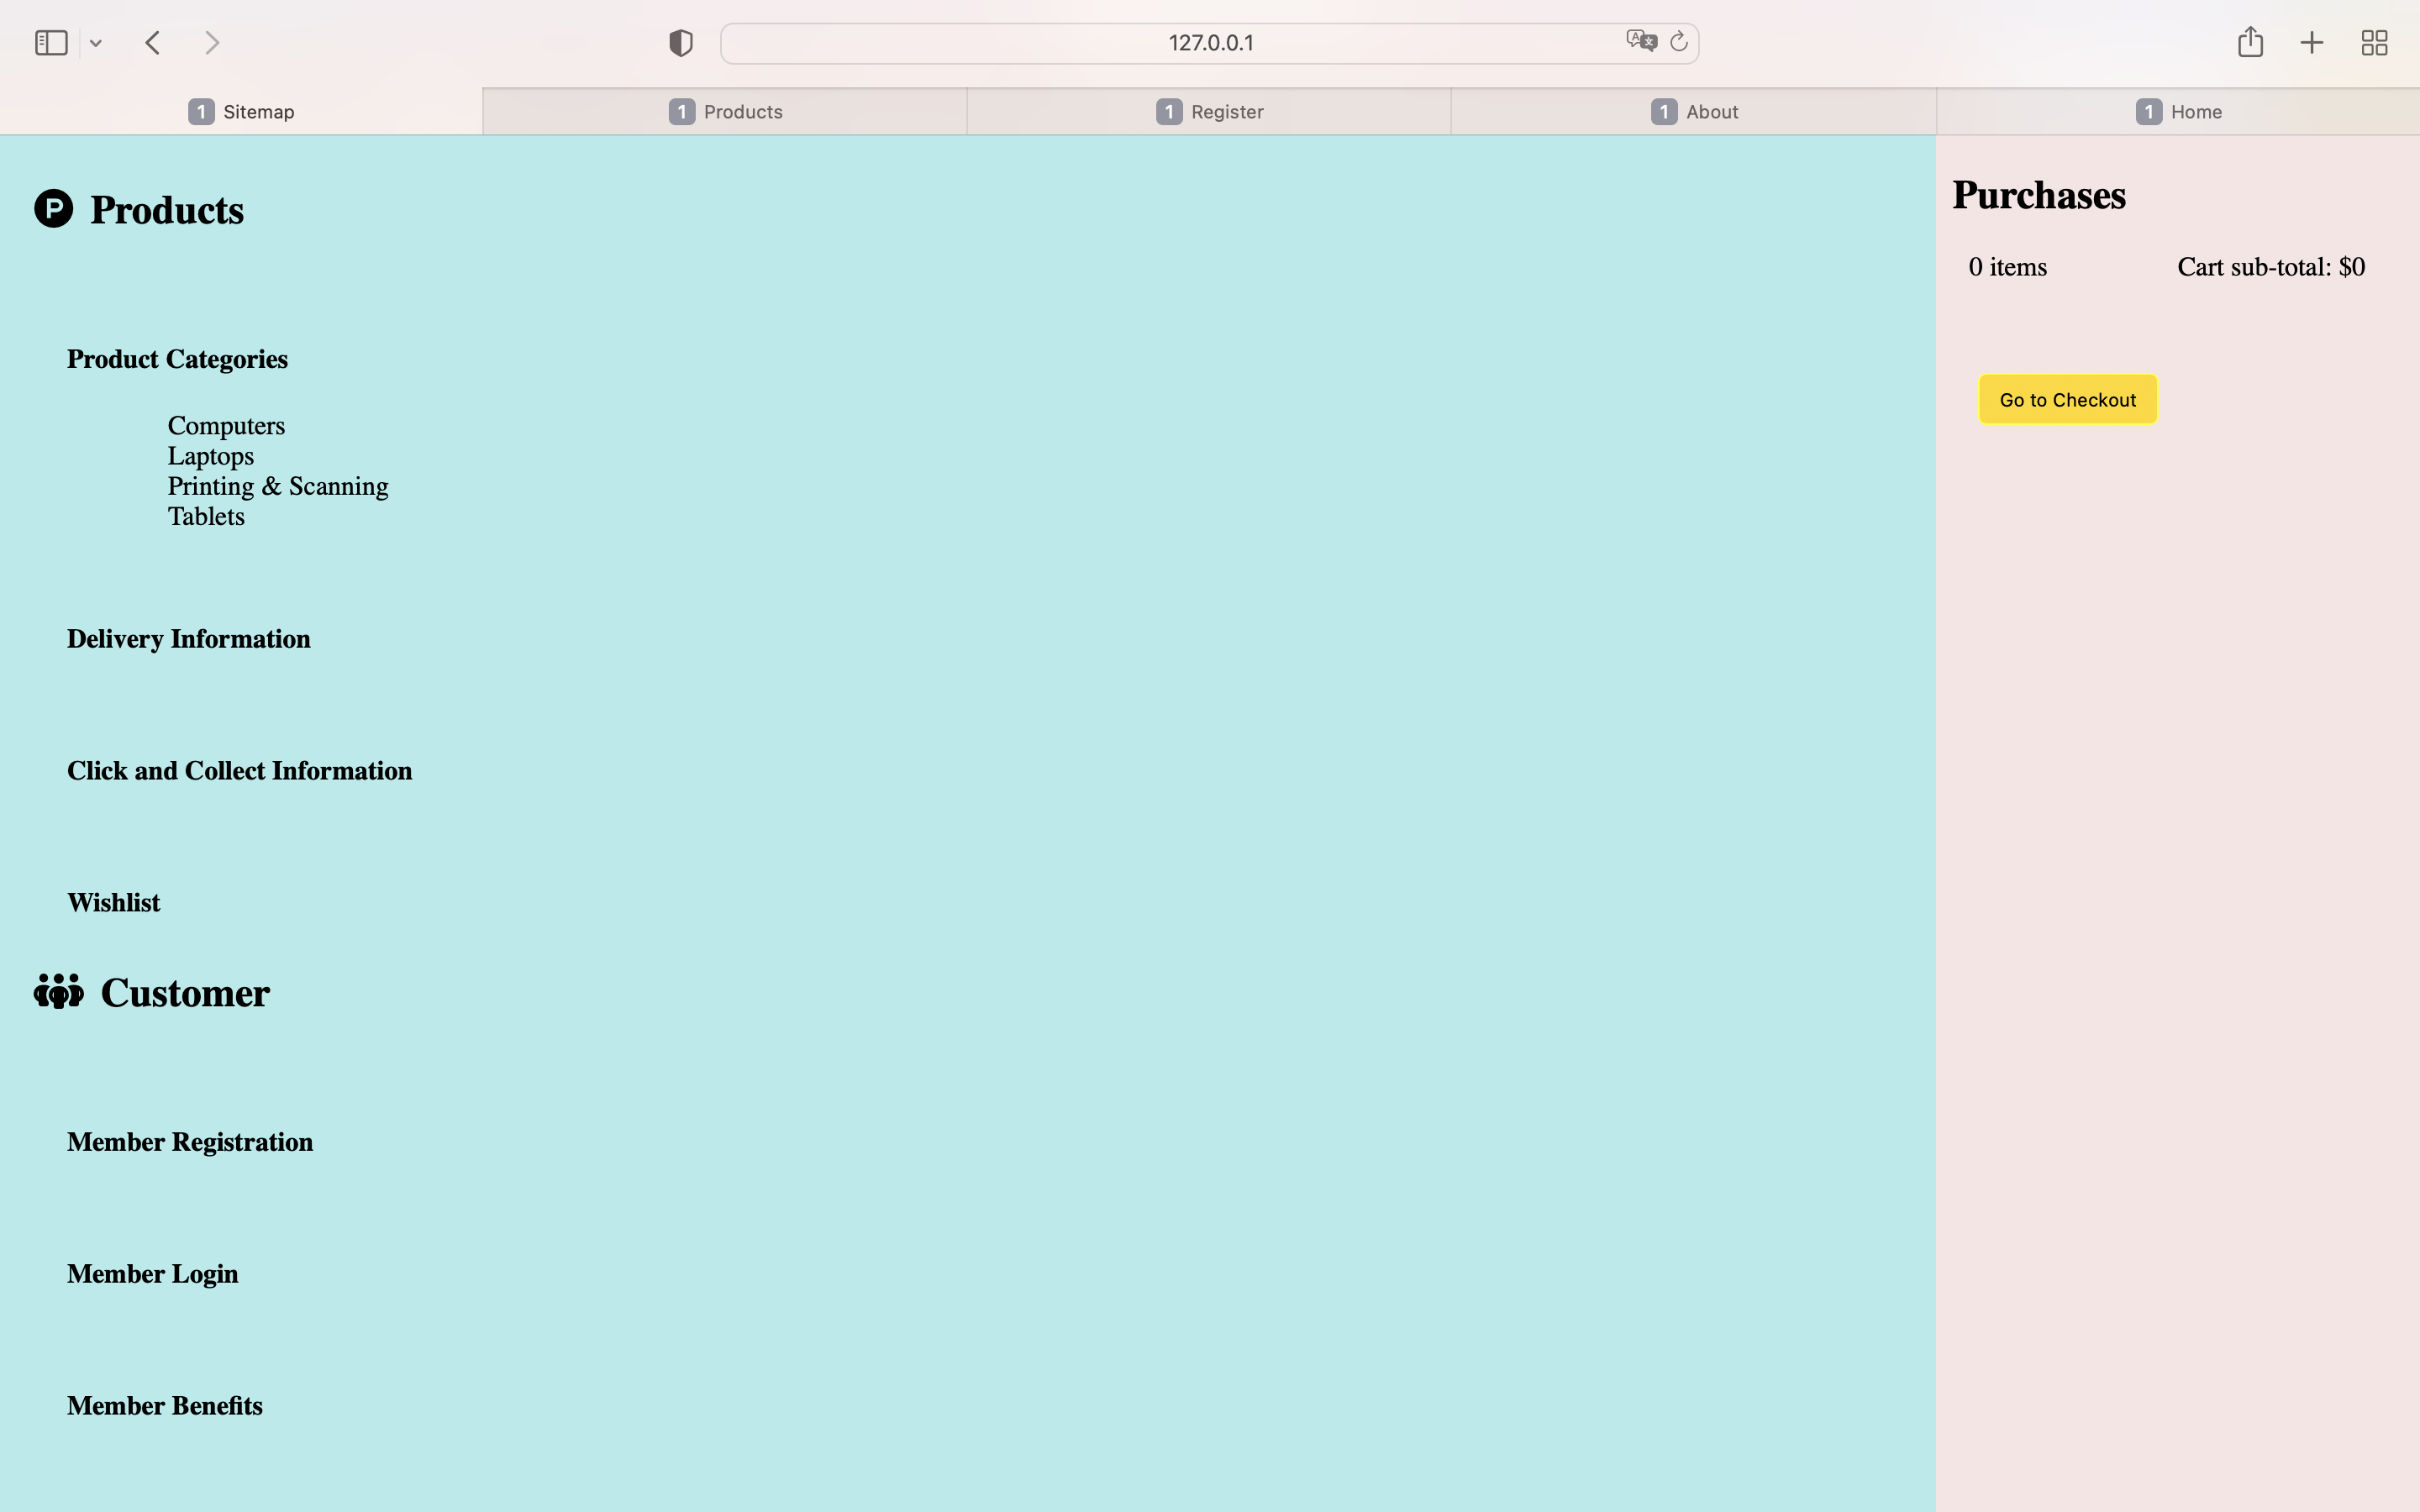 127.0.0.1
1 Sitemap
1 Products
1 Register
1 About
1 Home
P Products
Product Categories
Computers
Laptops
Printing & Scanning
Tablets
Delivery Information
Click and Collect Information
Wishlist
Customer
Member Registration
Member Login
Member Benefits
Purchases
0 items Cart sub-total: $0
Go to Checkout